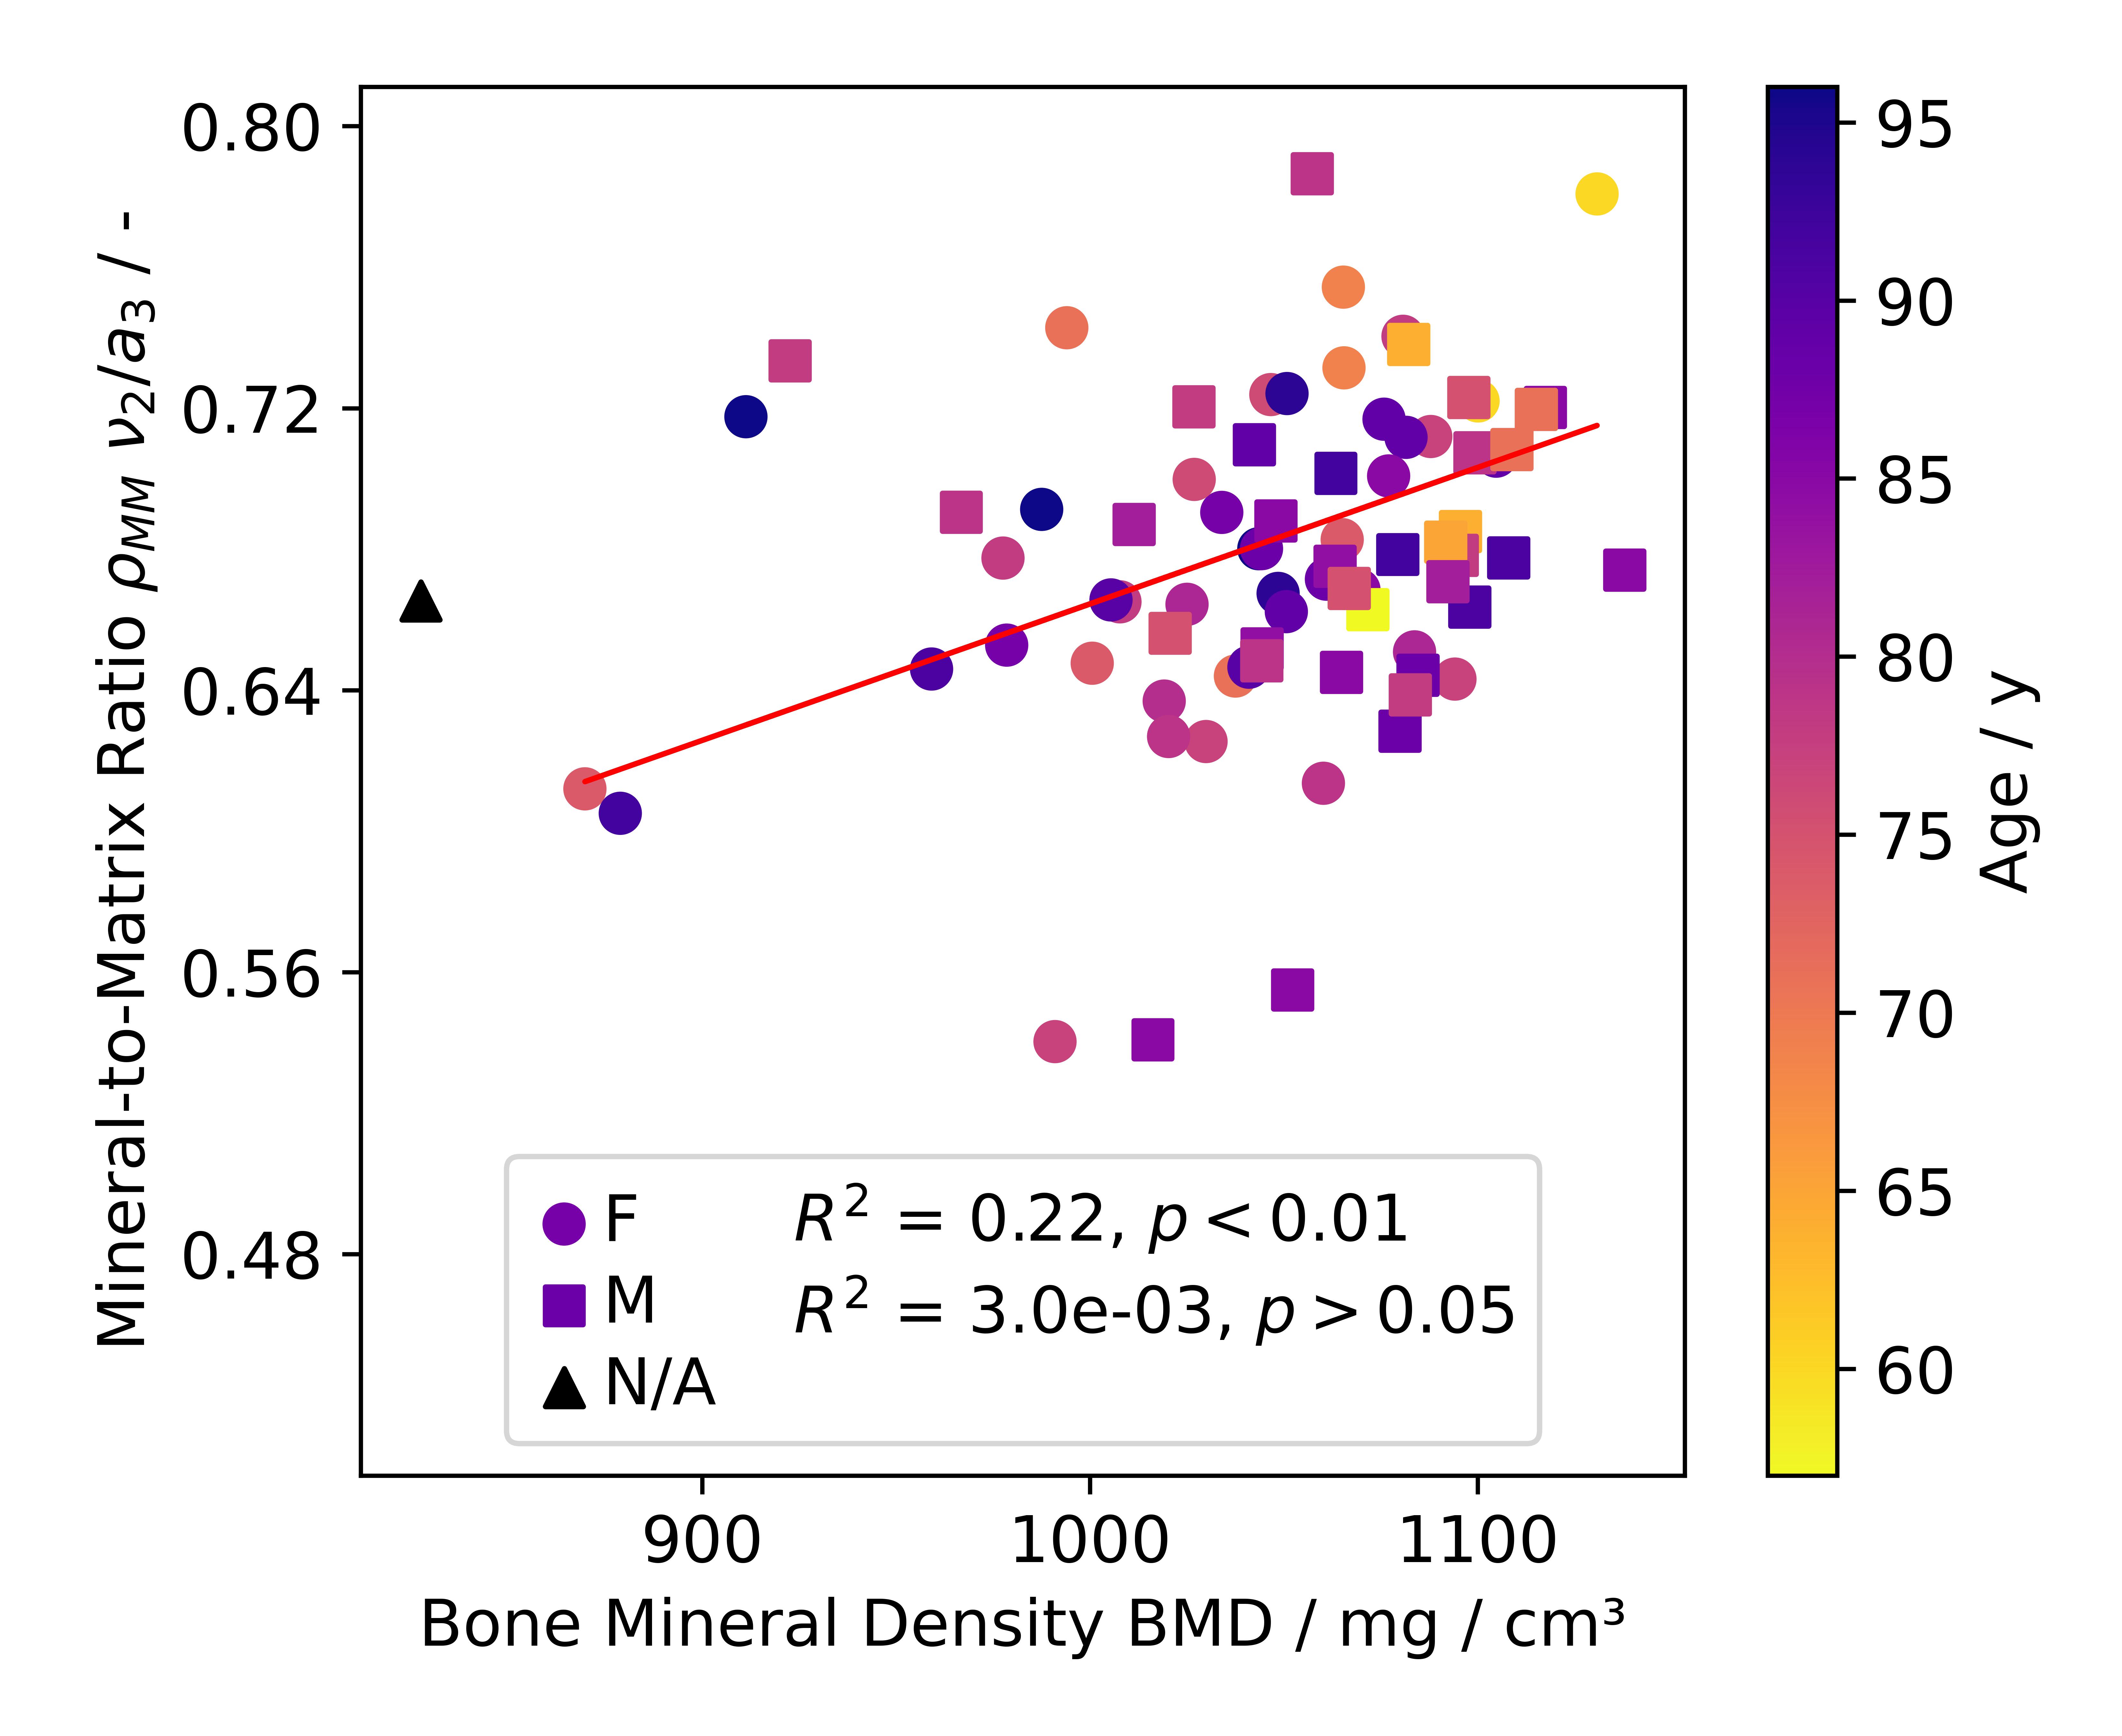 Mineral-to-Matrix Ratio ρMM ν₂/a₃ / -
0.80
0.72
0.64
0.56
0.48
F R² = 0.22, p < 0.01
M R² = 3.0e-03, p > 0.05
N/A
900 1000 1100
Bone Mineral Density BMD / mg / cm³
95
90
85
80
75
70
65
60
Age / y